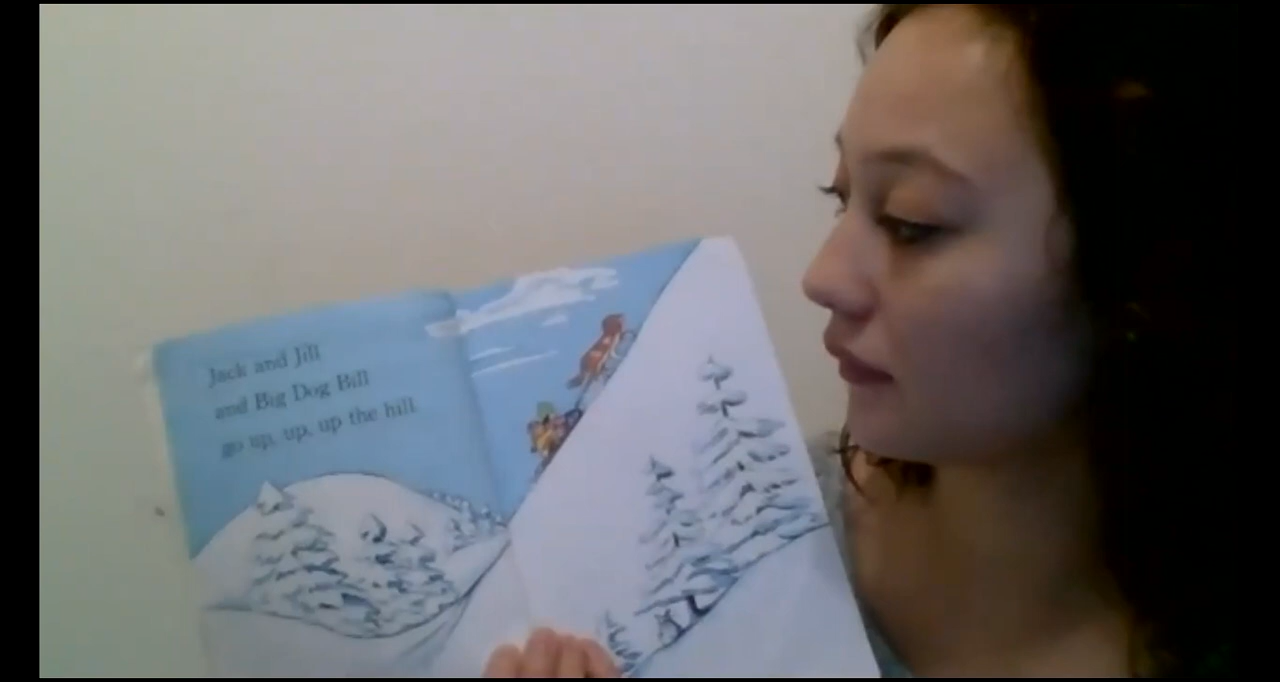 Jack and Jill
and Big Dog Bill
go up, up, up the hill.